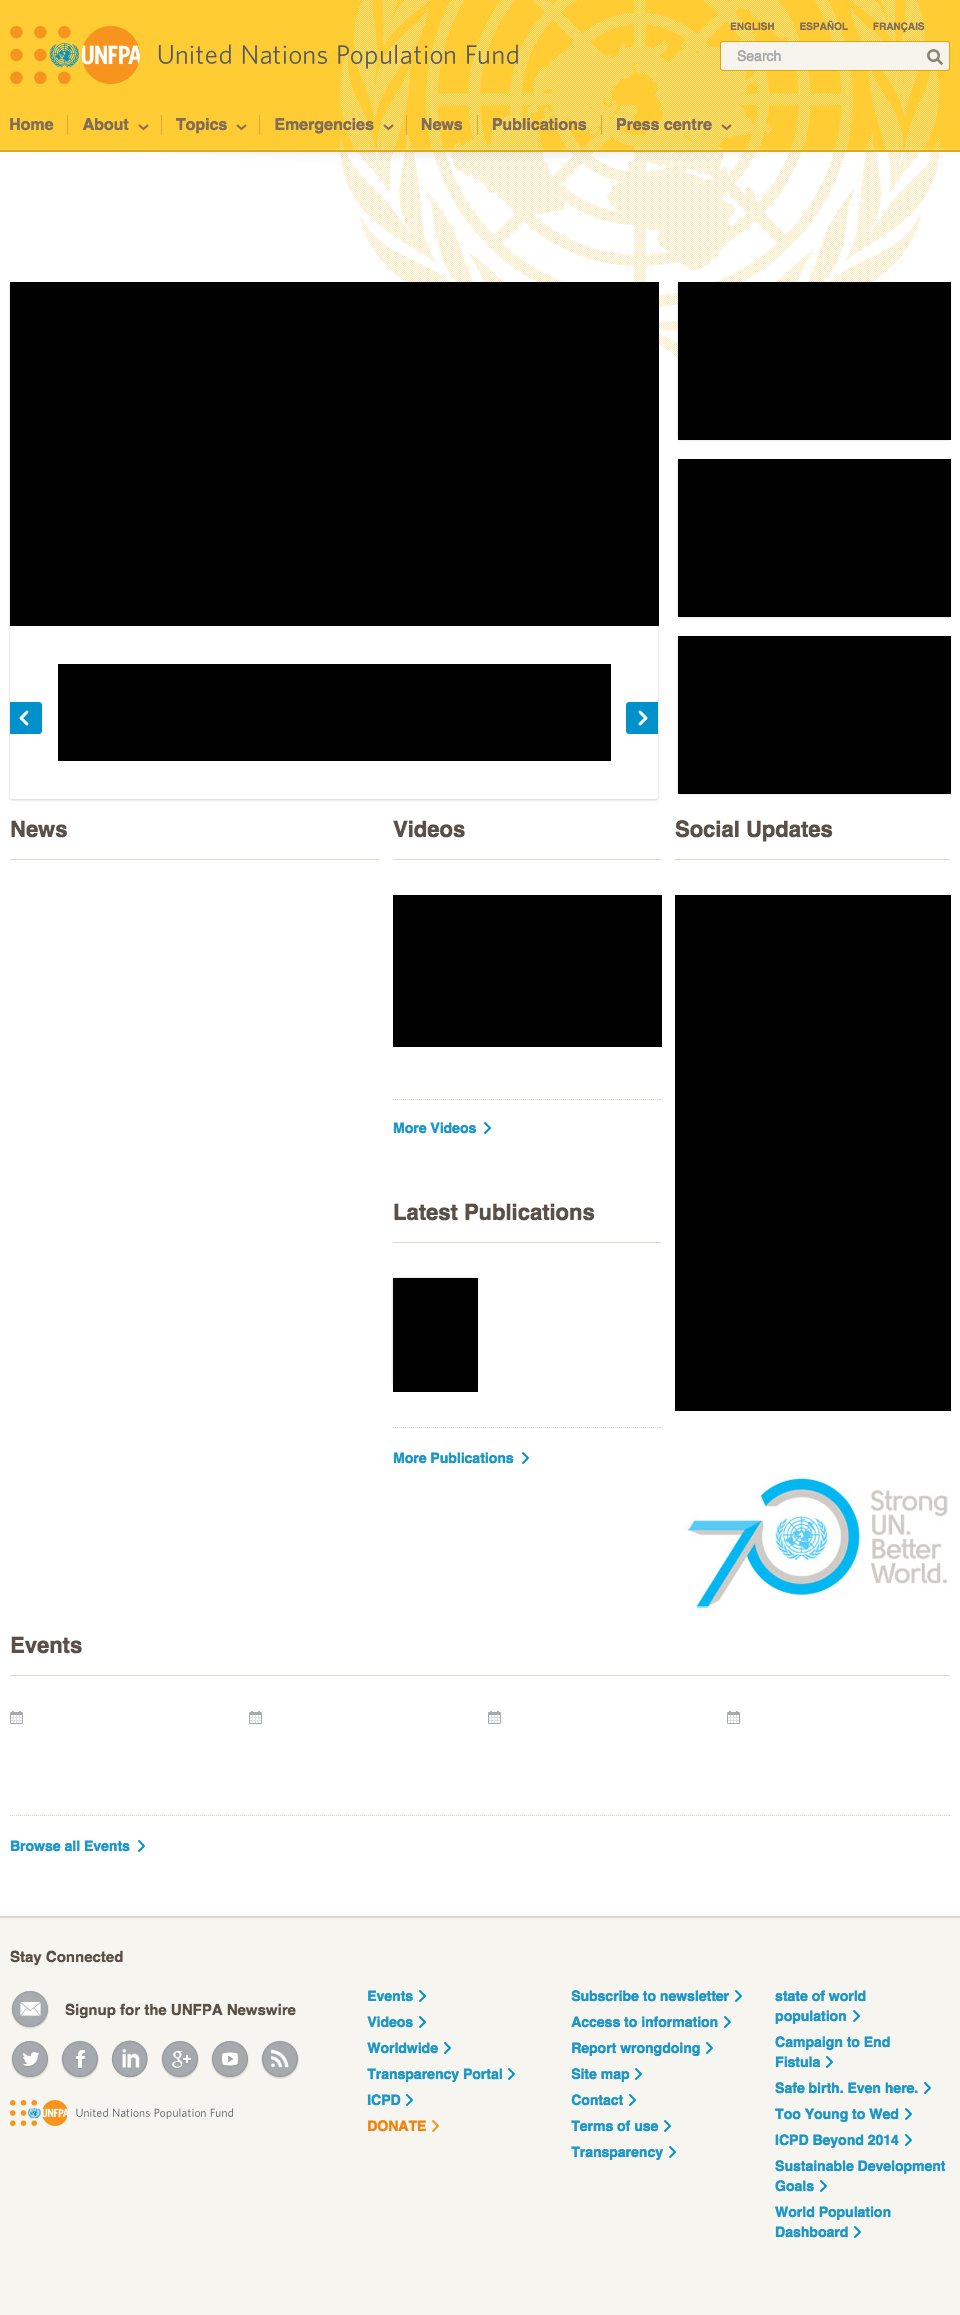 ENGLISH ESPAÑOL FRANÇAIS
UNFPA United Nations Population Fund
Search
Home About Topics Emergencies News Publications Press centre
News Videos Social Updates
More Videos
Latest Publications
More Publications
70 Strong
UN.
Better
World.
Events
Browse all Events
Stay Connected
Signup for the UNFPA Newswire
UNFPA United Nations Population Fund
Events
Videos
Worldwide
Transparency Portal
ICPD
DONATE
Subscribe to newsletter
Access to information
Report wrongdoing
Site map
Contact
Terms of use
Transparency
state of world
population
Campaign to End
Fistula
Safe birth. Even here.
Too Young to Wed
ICPD Beyond 2014
Sustainable Development
Goals
World Population
Dashboard